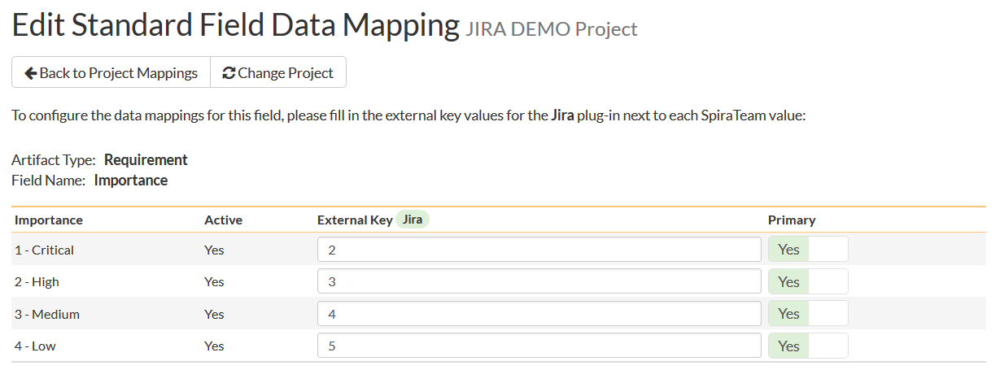 Edit Standard Field Data Mapping JIRA DEMO Project
Back to Project Mappings Change Project
To configure the data mappings for this field, please fill in the external key values for the Jira plug-in next to each SpiraTeam value:
Artifact Type: Requirement
Field Name: Importance
Importance Active External Key Jira Primary
1 - Critical Yes 2 Yes
2 - High Yes 3 Yes
3 - Medium Yes 4 Yes
4 - Low Yes 5 Yes